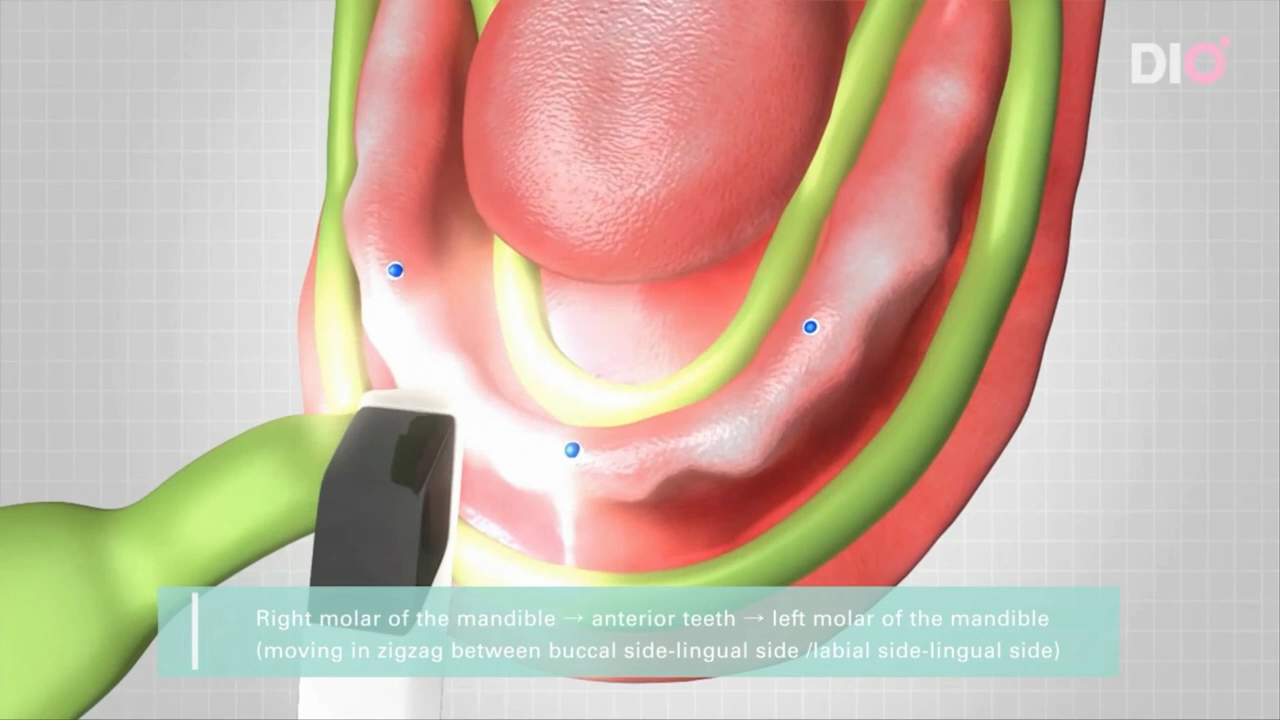 DIO
Right molar of the mandible → anterior teeth → left molar of the mandible
(moving in zigzag between buccal side-lingual side /labial side-lingual side)